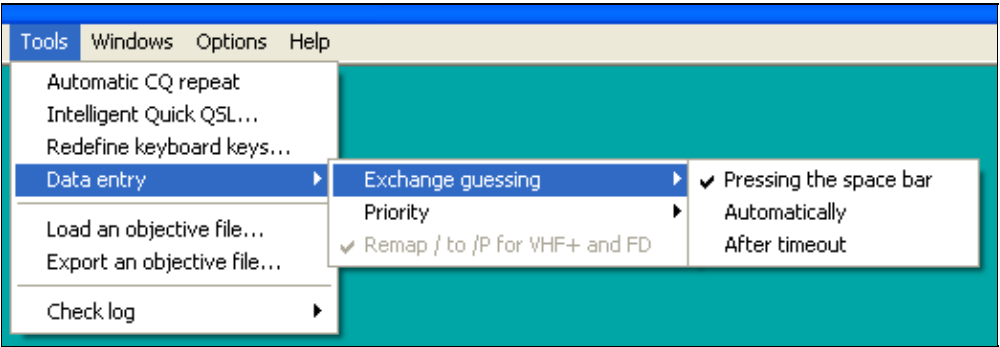 Tools Windows Options Help
Automatic CQ repeat
Intelligent Quick QSL...
Redefine keyboard keys...
Data entry
Load an objective file...
Export an objective file...
Check log
Exchange guessing
Priority
Remap / to /P for VHF+ and FD
Pressing the space bar
Automatically
After timeout